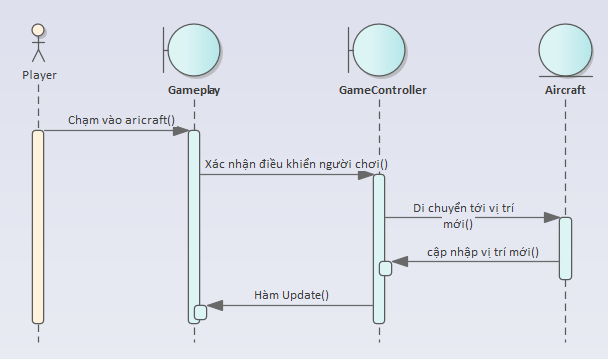 Player
Gameplay
GameController
Aircraft
Chạm vào aricraft()
Xác nhận điều khiển người chơi()
Di chuyển tới vị trí
mới()
cập nhập vị trí mới()
Hàm Update()